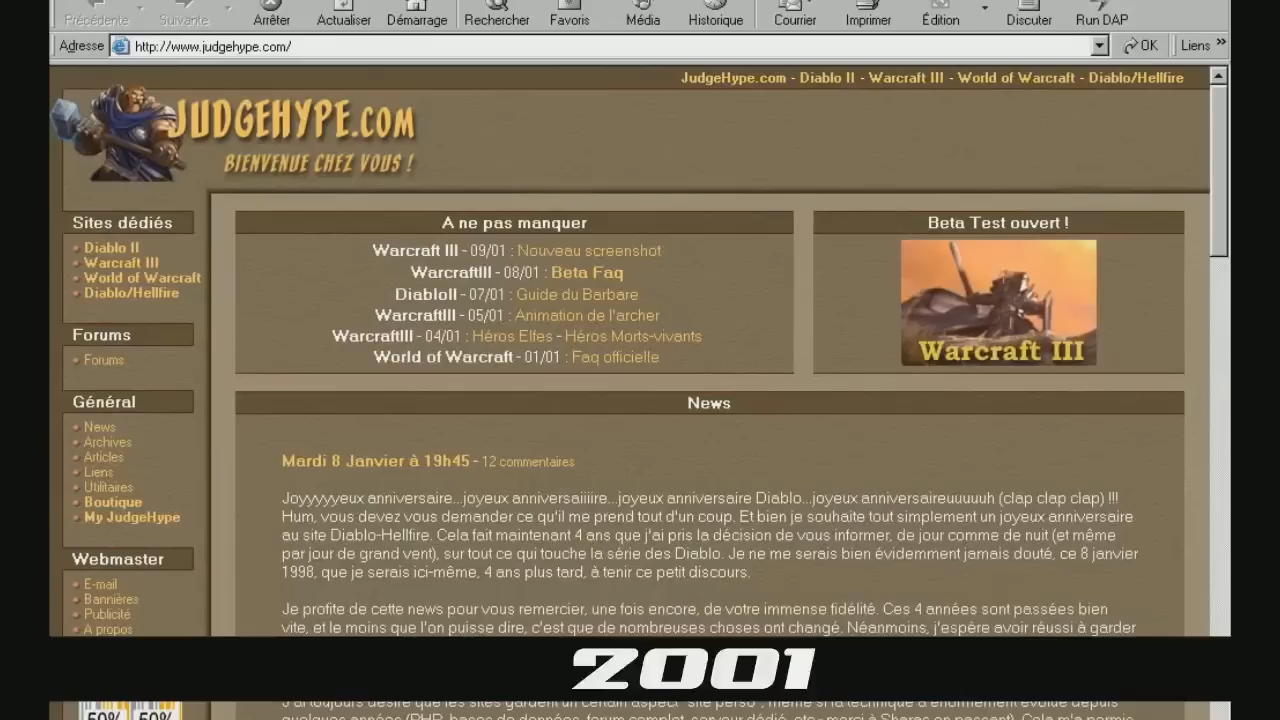 Précédente Suivante Arrêter Actualiser Démarrage Rechercher Favoris Média Historique Courrier Imprimer Édition Discuter Run DAP
Adresse http://www.judgehype.com/ OK Liens »
JudgeHype.com - Diablo II - Warcraft III - World of Warcraft - Diablo/Hellfire
JUDGEHYPE.COM
BIENVENUE CHEZ VOUS !
Sites dédiés
Diablo II
Warcraft III
World of Warcraft
Diablo/Hellfire
Forums
Forums
Général
News
Archives
Articles
Liens
Utilitaires
Boutique
My JudgeHype
Webmaster
E-mail
Bannières
Publicité
A propos
50% 50%
A ne pas manquer
Warcraft III - 09/01 : Nouveau screenshot
WarcraftIII - 08/01 : Beta Faq
DiabloII - 07/01 : Guide du Barbare
WarcraftIII - 05/01 : Animation de l'archer
WarcraftIII - 04/01 : Héros Elfes - Héros Morts-vivants
World of Warcraft - 01/01 : Faq officielle
Beta Test ouvert !
Warcraft III
News
Mardi 8 Janvier à 19h45 - 12 commentaires
Joyyyyyeux anniversaire...joyeux anniversaiiiire...joyeux anniversaire Diablo...joyeux anniversaireuuuuh (clap clap clap) !!!
Hum, vous devez vous demander ce qu'il me prend tout d'un coup. Et bien je souhaite tout simplement un joyeux anniversaire
au site Diablo-Hellfire. Cela fait maintenant 4 ans que j'ai pris la décision de vous informer, de jour comme de nuit (et même
par jour de grand vent), sur tout ce qui touche la série des Diablo. Je ne me serais bien évidemment jamais douté, ce 8 janvier
1998, que je serais ici-même, 4 ans plus tard, à tenir ce petit discours.
Je profite de cette news pour vous remercier, une fois encore, de votre immense fidélité. Ces 4 années sont passées bien
vite, et le moins que l'on puisse dire, c'est que de nombreuses choses ont changé. Néanmoins, j'espère avoir réussi à garder
2001